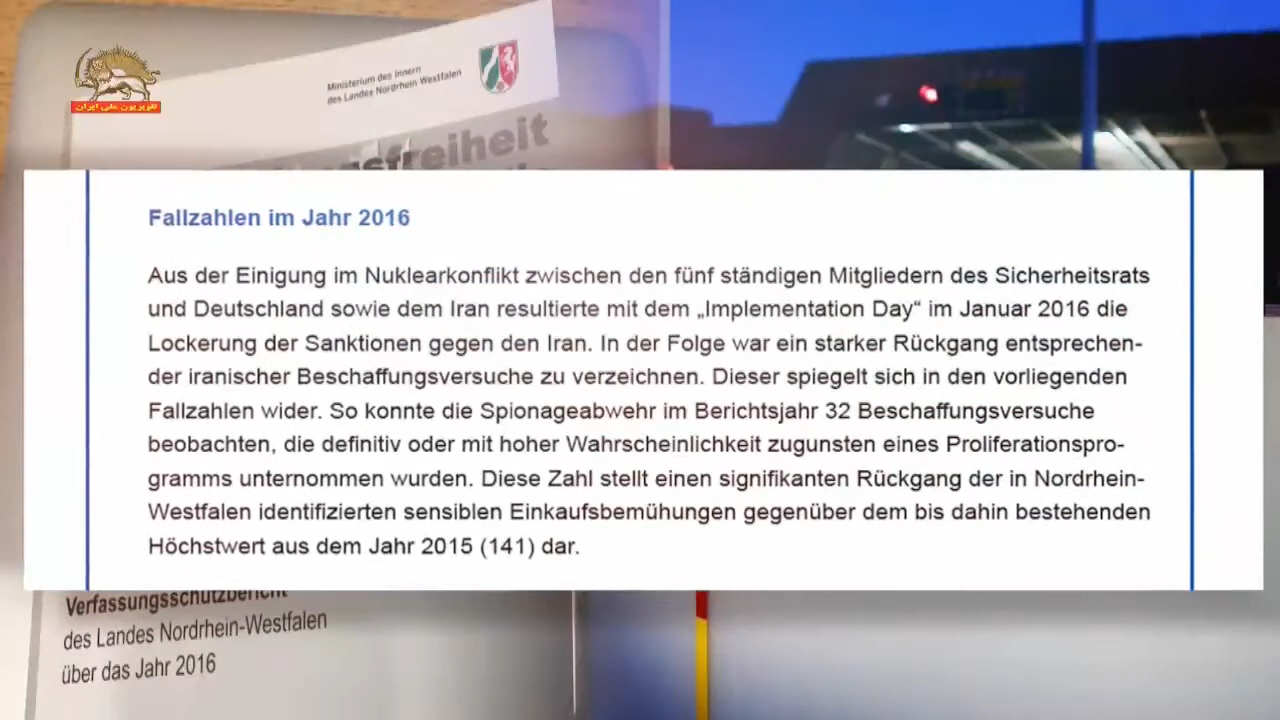 Ministerium des Innern
des Landes Nordrhein Westfalen
سیمای آزادی تلویزیون ملی ایران
Fallzahlen im Jahr 2016
Aus der Einigung im Nuklearkonflikt zwischen den fünf ständigen Mitgliedern des Sicherheitsrats
und Deutschland sowie dem Iran resultierte mit dem „Implementation Day“ im Januar 2016 die
Lockerung der Sanktionen gegen den Iran. In der Folge war ein starker Rückgang entsprechen-
der iranischer Beschaffungsversuche zu verzeichnen. Dieser spiegelt sich in den vorliegenden
Fallzahlen wider. So konnte die Spionageabwehr im Berichtsjahr 32 Beschaffungsversuche
beobachten, die definitiv oder mit hoher Wahrscheinlichkeit zugunsten eines Proliferationspro-
gramms unternommen wurden. Diese Zahl stellt einen signifikanten Rückgang der in Nordrhein-
Westfalen identifizierten sensiblen Einkaufsbemühungen gegenüber dem bis dahin bestehenden
Höchstwert aus dem Jahr 2015 (141) dar.
Verfassungsschutzbericht
des Landes Nordrhein-Westfalen
über das Jahr 2016